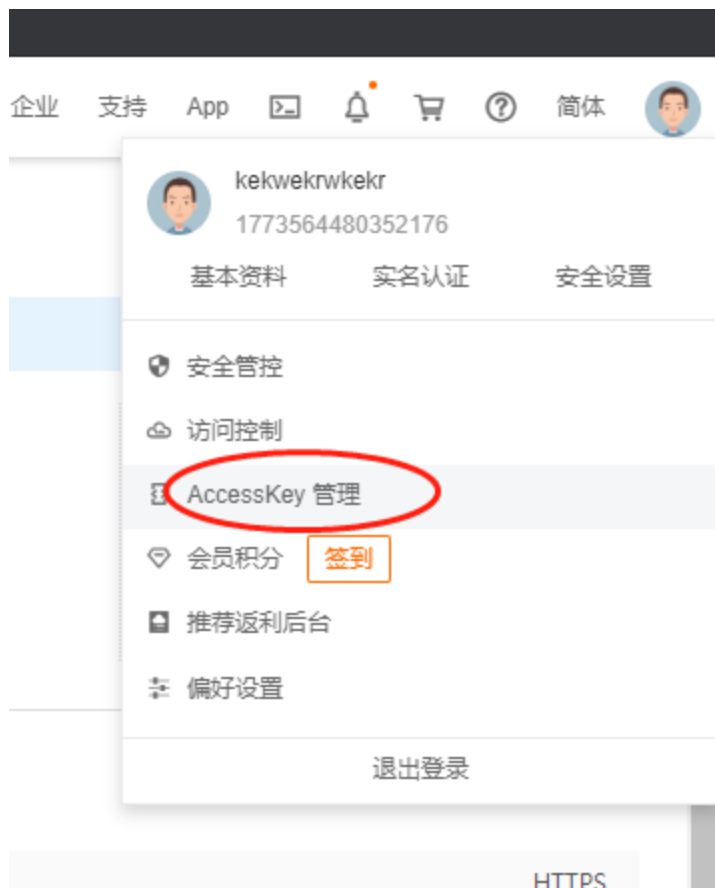 企业 支持 App 简体
kekwekrwkekr
1773564480352176
基本资料 实名认证 安全设置
安全管控
访问控制
AccessKey 管理
会员积分 签到
推荐返利后台
偏好设置
退出登录
HTTPS